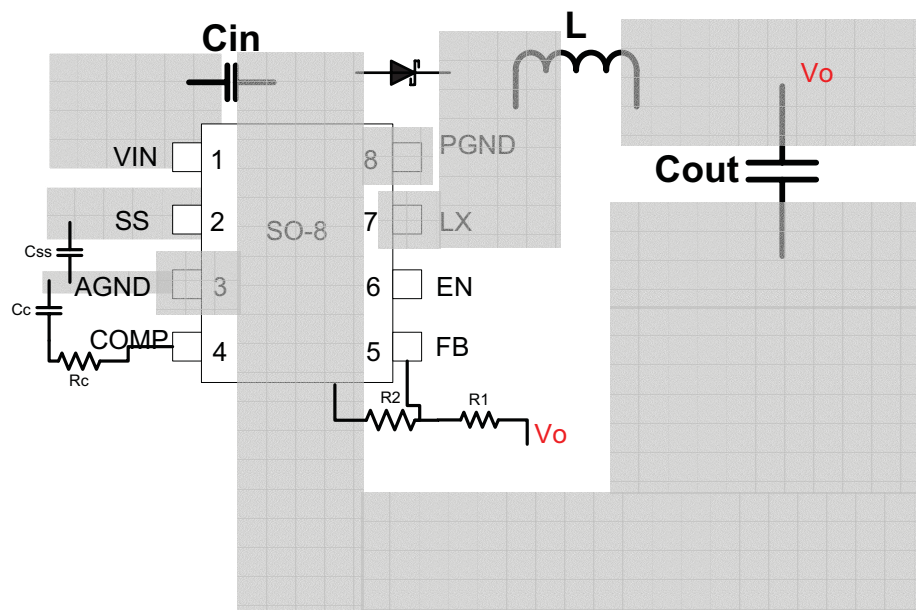 Cin
L
Vo
Cout
VIN
1
8
PGND
SS
2
SO-8
7
LX
Css
AGND
3
6
EN
Cc
COMP
4
5
FB
Rc
R2
R1
Vo